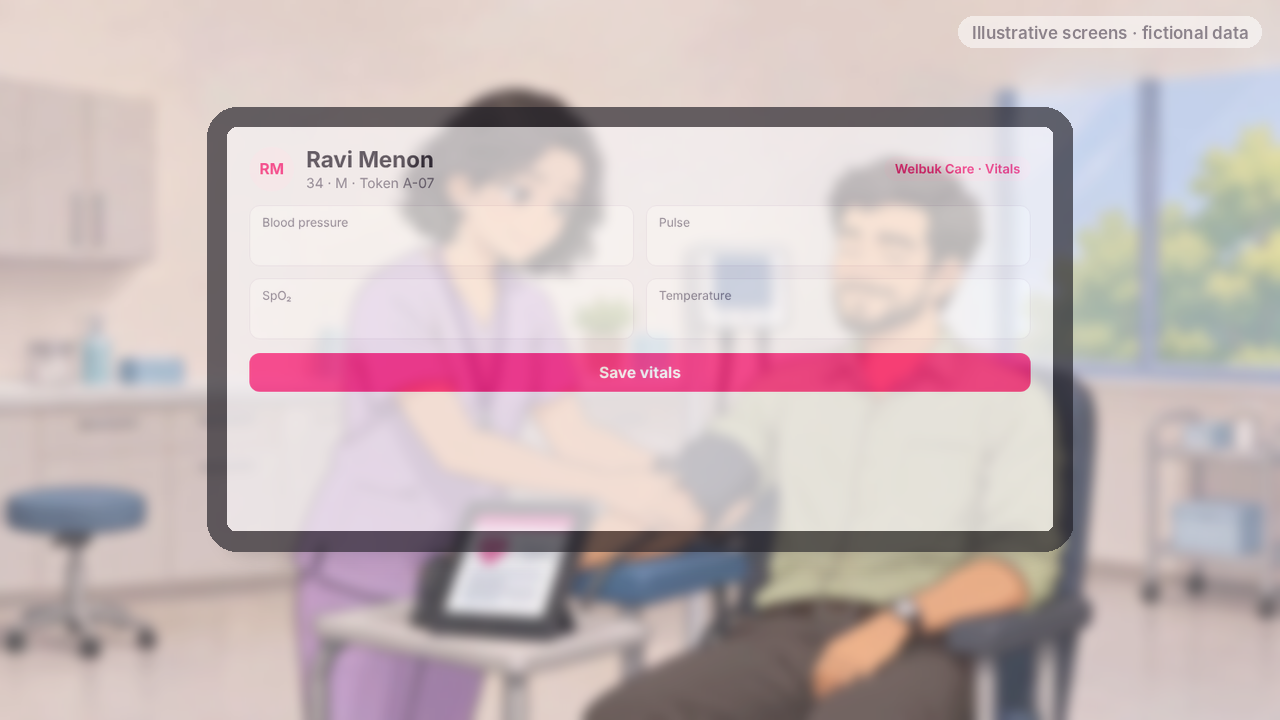 Illustrative screens · fictional data
RM
Ravi Menon
34 · M · Token A-07
Welbuk Care · Vitals
Blood pressure
Pulse
SpO₂
Temperature
Save vitals